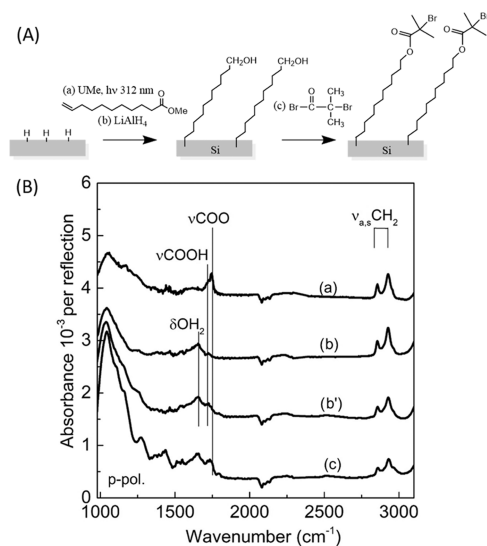 (A)
(a) UMe, hν 312 nm
OMe
(b) LiAlH4
H H H
CH2OH
CH2OH
Si
(c)
Br
O
CH3
Br
CH3
O
Br
O
O
Br
O
Si
(B)
Absorbance 10-3 per reflection
6
5
4
3
2
1
0
νCOO
νCOOH
δOH2
νa,sCH2
(a)
(b)
(b')
(c)
p-pol.
1000 1500 2000 2500 3000
Wavenumber (cm-1)